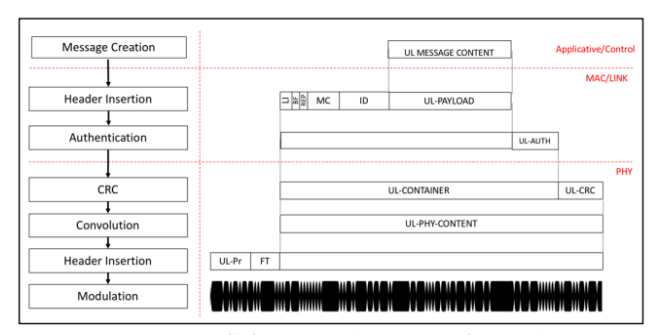 Message Creation
UL MESSAGE CONTENT
Applicative/Control
MAC/LINK
Header Insertion
LI
BF
REP
MC
ID
UL-PAYLOAD
Authentication
UL-AUTH
PHY
CRC
UL-CONTAINER
UL-CRC
Convolution
UL-PHY-CONTENT
Header Insertion
UL-Pr
FT
Modulation